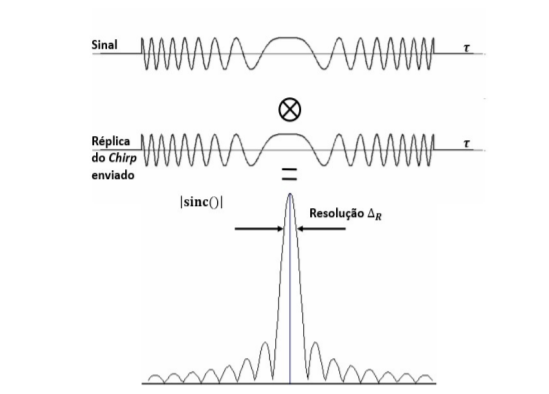 Sinal
τ
⊗
Réplica
do Chirp
enviado
τ
=
|sinc()|
Resolução Δ_R